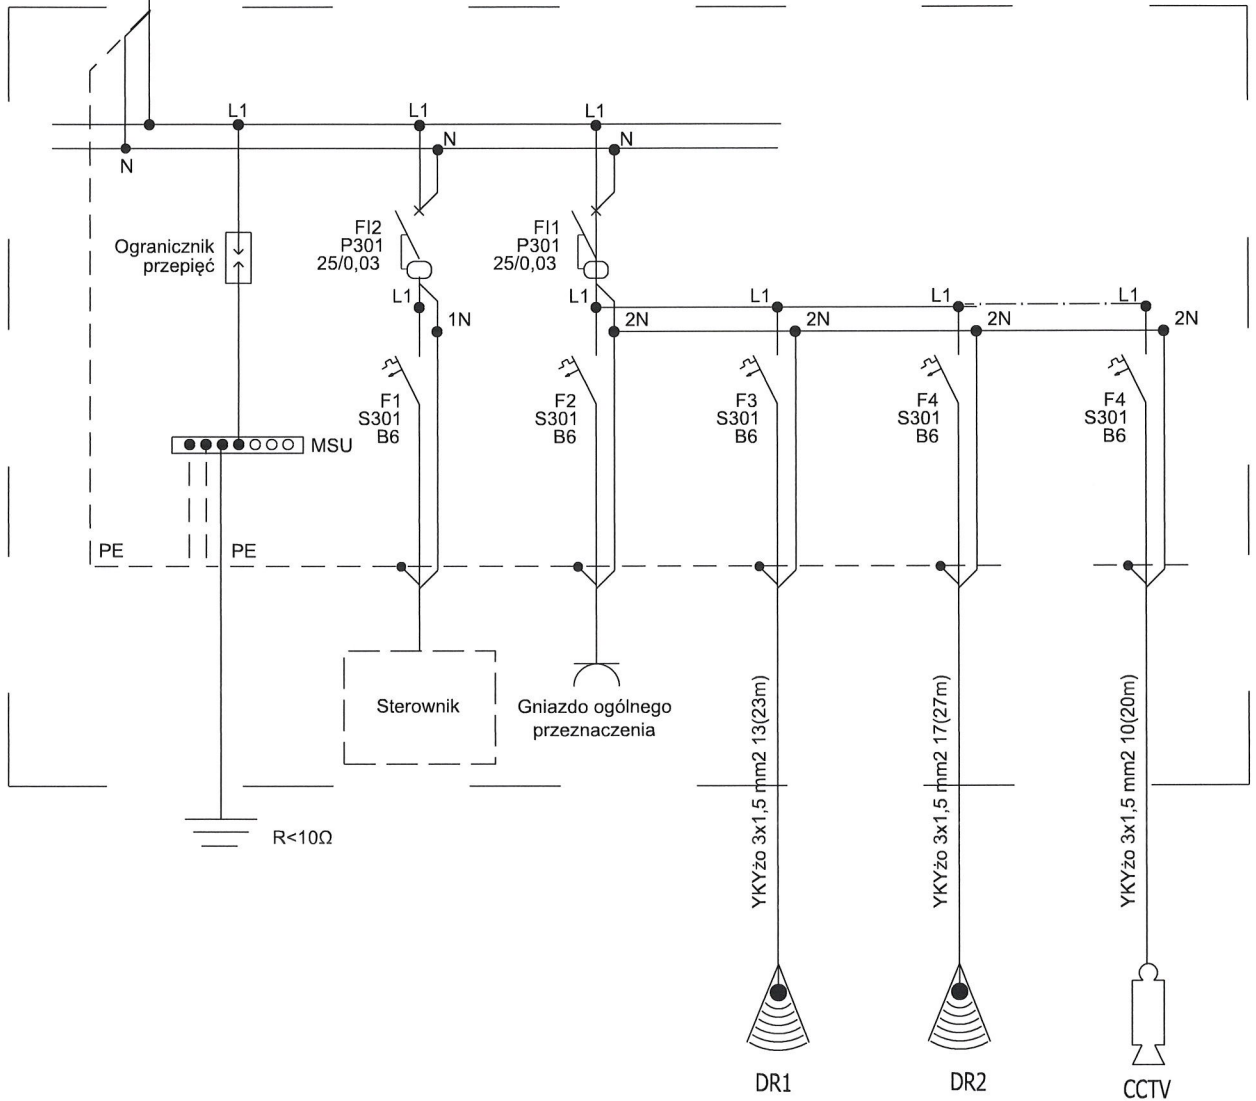 L1
L1
L1
N
N
N
Ogranicznik
przepięć
FI2
P301
25/0,03
FI1
P301
25/0,03
L1
1N
L1
2N
L1
2N
L1
2N
L1
2N
F1
S301
B6
F2
S301
B6
F3
S301
B6
F4
S301
B6
F4
S301
B6
MSU
PE
PE
Sterownik
Gniazdo ogólnego
przeznaczenia
R<10Ω
YKYżo 3x1,5 mm2 13(23m)
YKYżo 3x1,5 mm2 17(27m)
YKYżo 3x1,5 mm2 10(20m)
DR1
DR2
CCTV